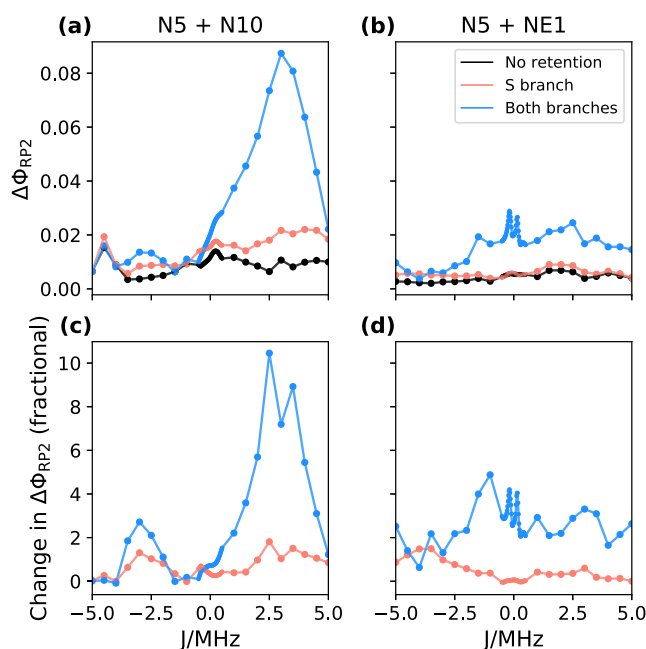 (a) N5 + N10
(b) N5 + NE1
No retention
S branch
Both branches
ΔΦRP2
0.08
0.06
0.04
0.02
0.00
(c)
(d)
Change in ΔΦRP2 (fractional)
10
8
6
4
2
0
−5.0 −2.5 0.0 2.5 5.0
−5.0 −2.5 0.0 2.5 5.0
J/MHz
J/MHz